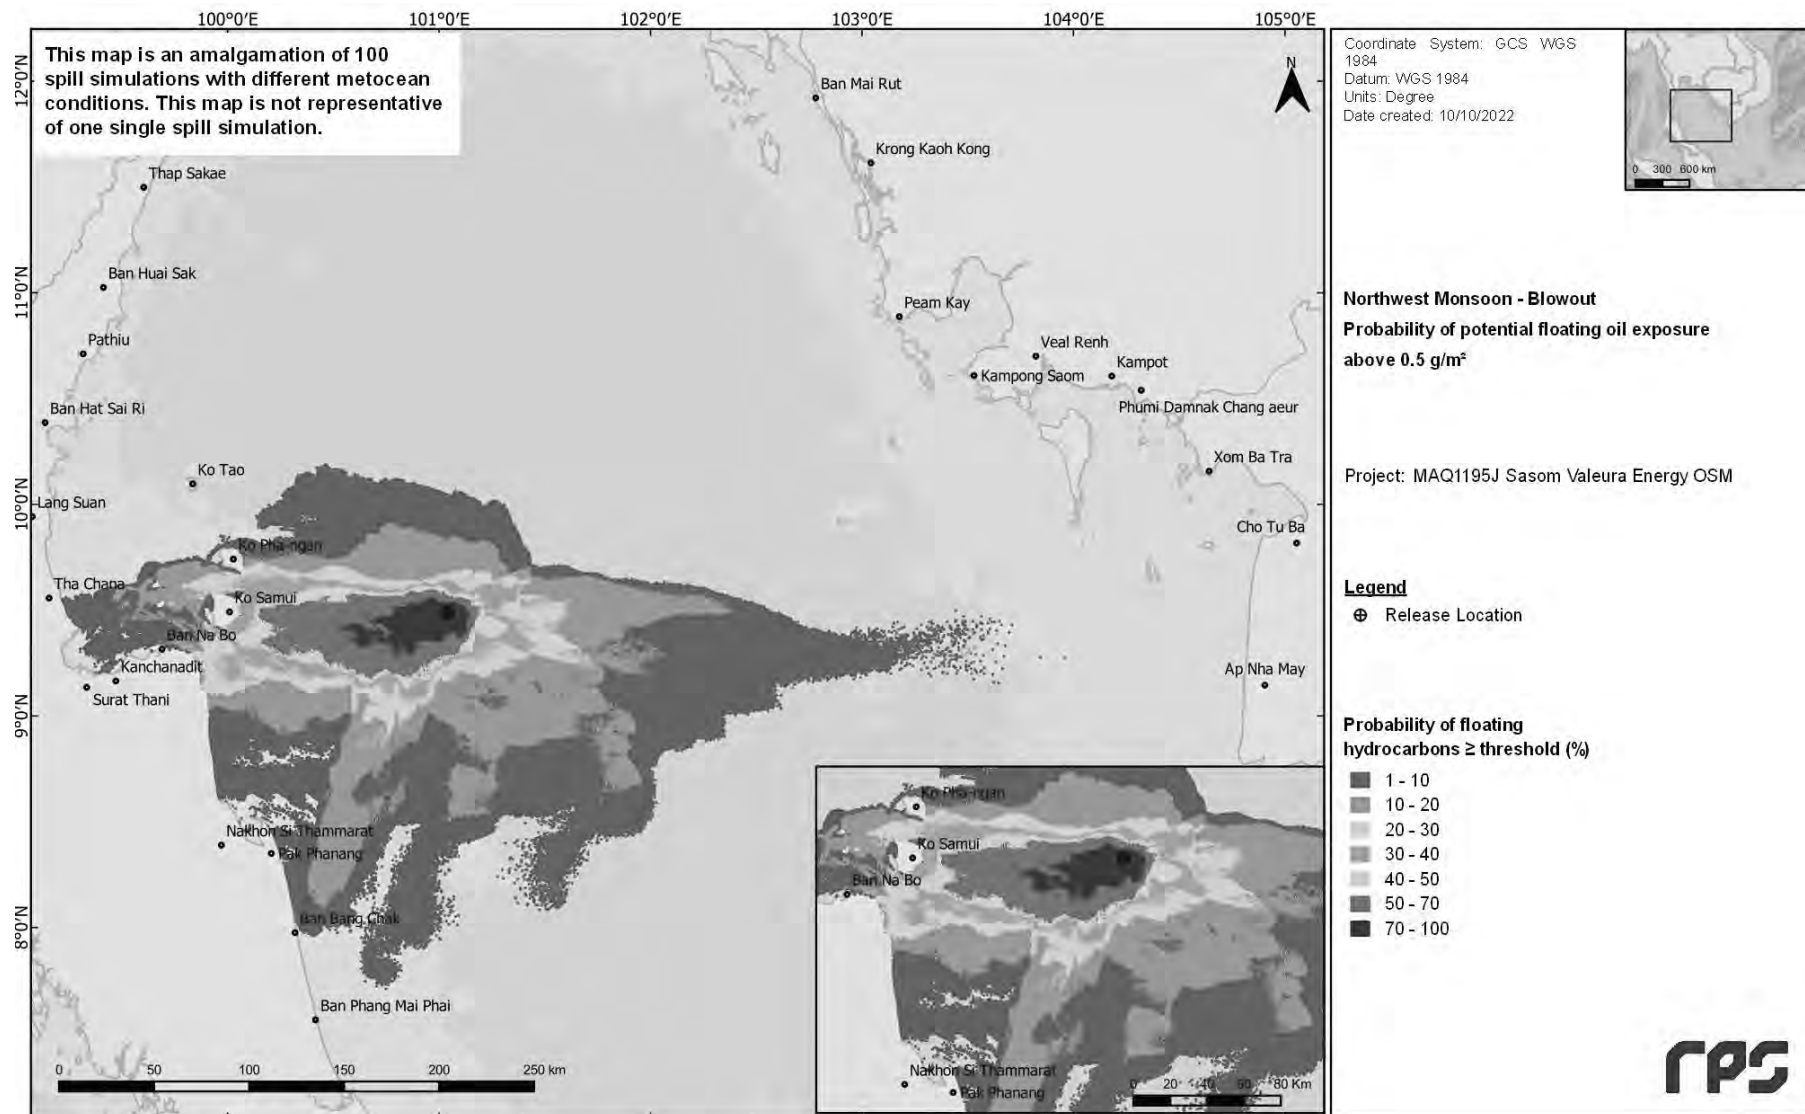 100°0'E
101°0'E
102°0'E
103°0'E
104°0'E
105°0'E
12°0'N
11°0'N
10°0'N
9°0'N
8°0'N
This map is an amalgamation of 100
spill simulations with different metocean
conditions. This map is not representative
of one single spill simulation.
N
Ban Mai Rut
Krong Kaoh Kong
Thap Sakae
Ban Huai Sak
Peam Kay
Pathiu
Veal Renh
Kampot
Kampong Saom
Ban Hat Sai Ri
Phumi Damnak Chang aeur
Ko Tao
Xom Ba Tra
Lang Suan
Cho Tu Ba
Ko Pha-ngan
Tha Chana
Ko Samui
Ban Na Bo
Kanchanadit
Surat Thani
Ap Nha May
Nakhon Si Thammarat
Pak Phanang
Ban Bang Chak
Ban Phang Mai Phai
0 50 100 150 200 250 km
Ko Pha-ngan
Ko Samui
Ban Na Bo
Nakhon Si Thammarat
Pak Phanang
0 20 40 60 80 Km
Coordinate System: GCS WGS
1984
Datum: WGS 1984
Units: Degree
Date created: 10/10/2022
0 300 600 km
Northwest Monsoon - Blowout
Probability of potential floating oil exposure
above 0.5 g/m²
Project: MAQ1195J Sasom Valeura Energy OSM
Legend
Release Location
Probability of floating
hydrocarbons ≥ threshold (%)
1 - 10
10 - 20
20 - 30
30 - 40
40 - 50
50 - 70
70 - 100
rps